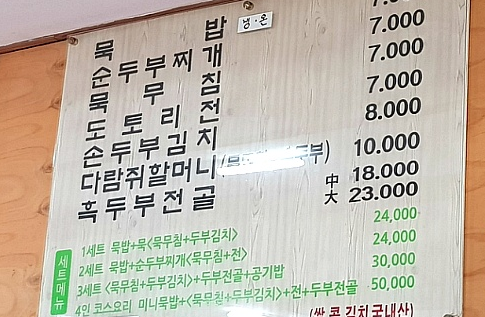 묵밥 냉·온
순두부찌개 7.000
묵무침 7.000
도토리전 7.000
손두부김치 8.000
다람쥐할머니 10.000
흑두부전골 中 18.000
大 23.000
세트메뉴
1세트 묵밥+묵<묵무침+두부김치> 24,000
2세트 묵밥+순두부찌개<묵무침+전> 24,000
3세트 <묵무침+두부김치>+두부전골+공기밥 30,000
4인 코스요리 미니묵밥+<묵무침+두부김치>+전+두부전골 50,000
(쌀,콩,김치국내산)